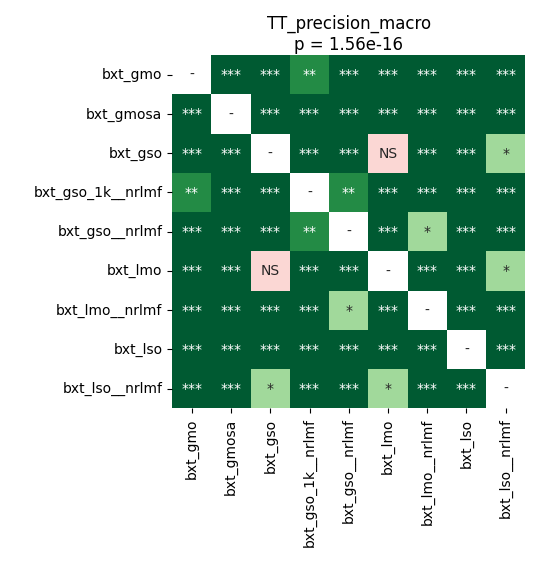 TT_precision_macro
p = 1.56e-16
bxt_gmo - *** *** ** *** *** *** *** ***
bxt_gmosa *** - *** *** *** *** *** *** ***
bxt_gso *** *** - *** *** NS *** *** *
bxt_gso_1k__nrlmf ** *** *** - ** *** *** *** ***
bxt_gso__nrlmf *** *** *** ** - *** * *** ***
bxt_lmo *** *** NS *** *** - *** *** *
bxt_lmo__nrlmf *** *** *** *** * *** - *** ***
bxt_lso *** *** *** *** *** *** *** - ***
bxt_lso__nrlmf *** *** * *** *** * *** *** -
bxt_gmo
bxt_gmosa
bxt_gso
bxt_gso_1k__nrlmf
bxt_gso__nrlmf
bxt_lmo
bxt_lmo__nrlmf
bxt_lso
bxt_lso__nrlmf